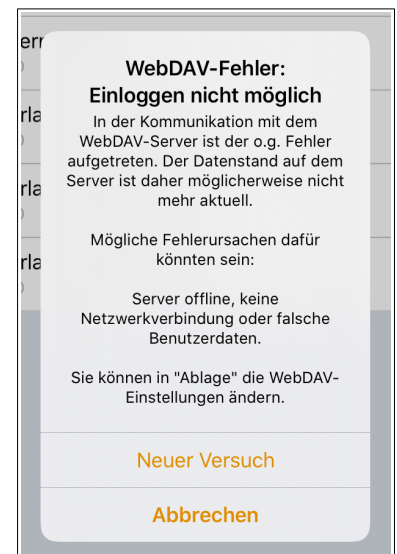 WebDAV-Fehler:
Einloggen nicht möglich
In der Kommunikation mit dem
WebDAV-Server ist der o.g. Fehler
aufgetreten. Der Datenstand auf dem
Server ist daher möglicherweise nicht
mehr aktuell.
Mögliche Fehlerursachen dafür
könnten sein:
Server offline, keine
Netzwerkverbindung oder falsche
Benutzerdaten.
Sie können in "Ablage" die WebDAV-
Einstellungen ändern.
Neuer Versuch
Abbrechen